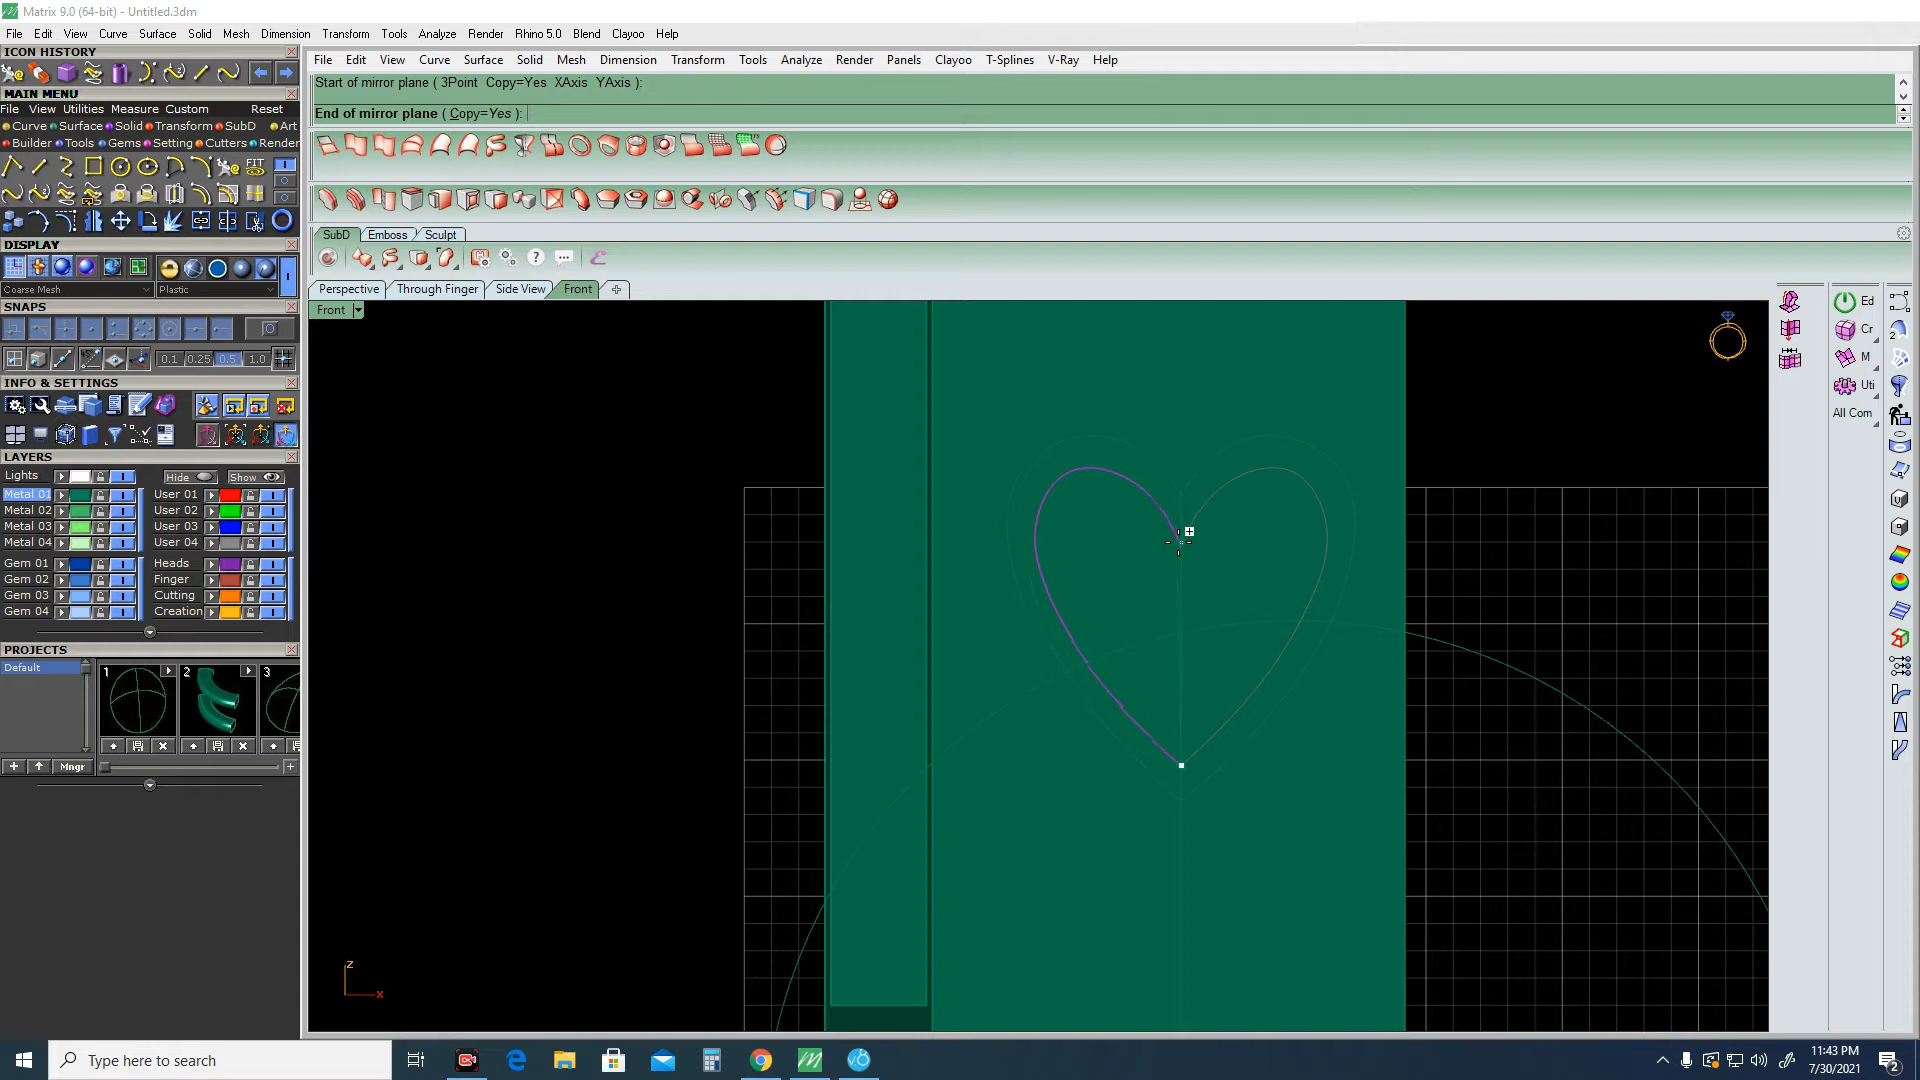 Matrix 9.0 (64-bit) - Untitled.3dm
File Edit View Curve Surface Solid Mesh Dimension Transform Tools Analyze Render Rhino 5.0 Blend Clayoo Help
ICON HISTORY
MAIN MENU
File View Utilities Measure Custom Reset
Curve Surface Solid Transform SubD Art
Builder Tools Gems Setting Cutters Render
FIT
DISPLAY
Coarse Mesh Plastic
SNAPS
0.1 0.25 0.5 1.0
INFO & SETTINGS
LAYERS
Lights Hide Show
Metal 01 User 01
Metal 02 User 02
Metal 03 User 03
Metal 04 User 04
Gem 01 Heads
Gem 02 Finger
Gem 03 Cutting
Gem 04 Creation
PROJECTS
Default
1 2 3
Mngr
File Edit View Curve Surface Solid Mesh Dimension Transform Tools Analyze Render Panels Clayoo T-Splines V-Ray Help
Start of mirror plane ( 3Point Copy=Yes XAxis YAxis ):
End of mirror plane ( Copy=Yes ):
SubD Emboss Sculpt
Perspective Through Finger Side View Front
Front
z
x
Ed
Cr
M
Uti
All Com
2
Type here to search
11:43 PM
7/30/2021
2